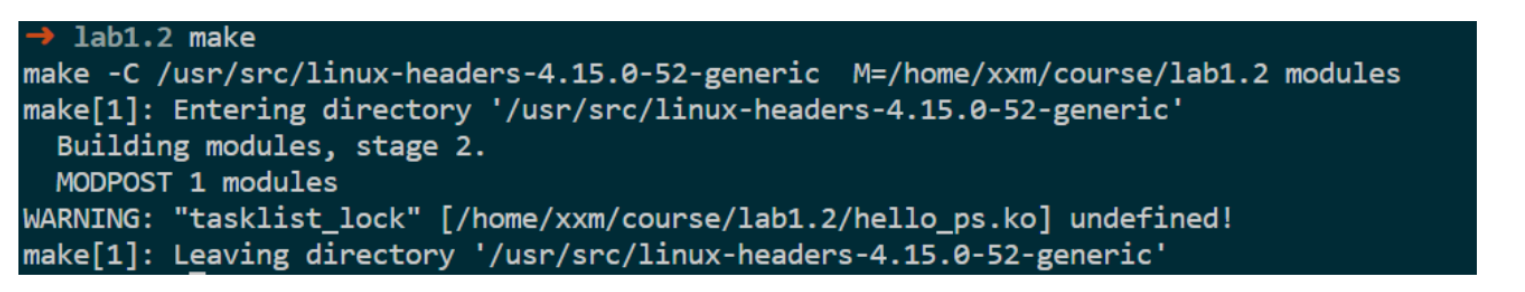 → lab1.2 make
make -C /usr/src/linux-headers-4.15.0-52-generic  M=/home/xxm/course/lab1.2 modules
make[1]: Entering directory '/usr/src/linux-headers-4.15.0-52-generic'
  Building modules, stage 2.
  MODPOST 1 modules
WARNING: "tasklist_lock" [/home/xxm/course/lab1.2/hello_ps.ko] undefined!
make[1]: Leaving directory '/usr/src/linux-headers-4.15.0-52-generic'